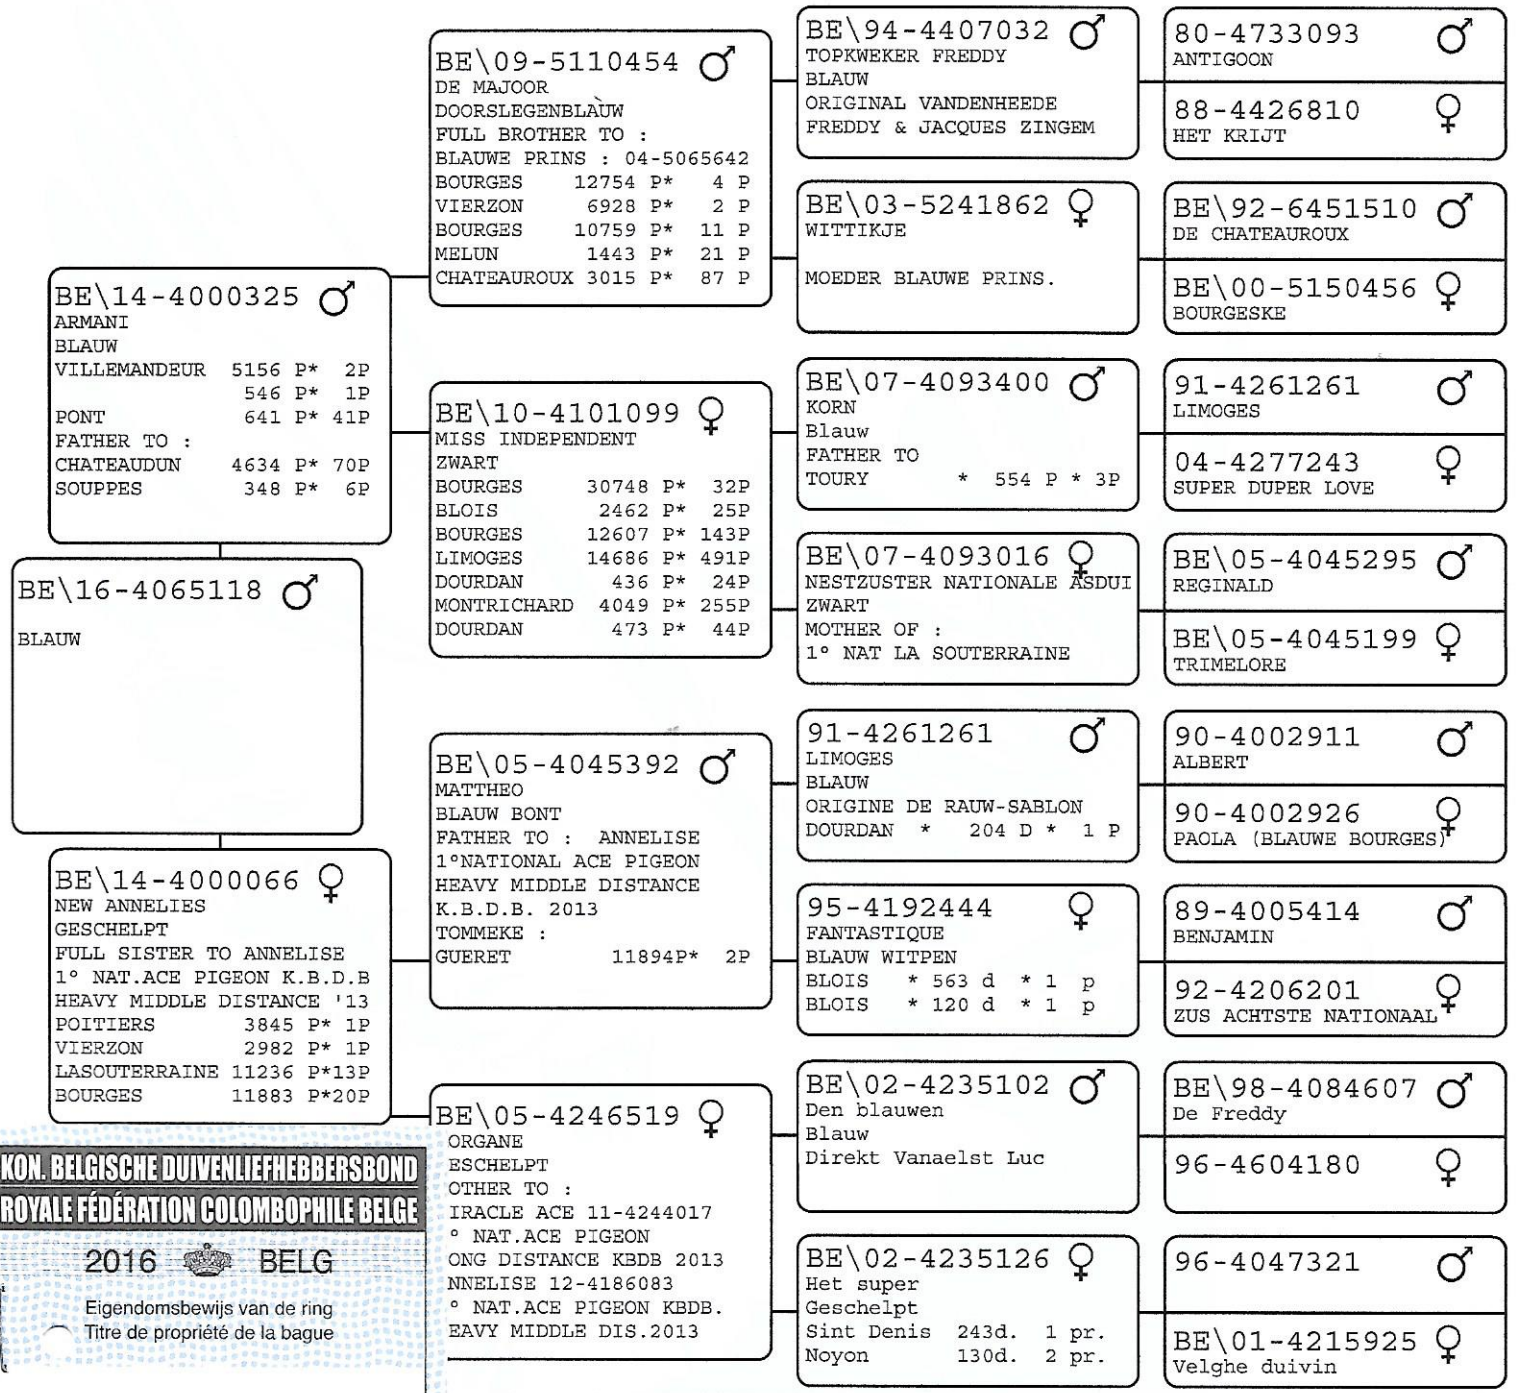 BE\16-4065118 ♂
BLAUW
BE\14-4000325 ♂
ARMANI
BLAUW
VILLEMANDEUR 5156 P* 2P
546 P* 1P
PONT 641 P* 41P
FATHER TO :
CHATEAUDUN 4634 P* 70P
SOUPPES 348 P* 6P
BE\14-4000066 ♀
NEW ANNELIES
GESCHELPT
FULL SISTER TO ANNELISE
1° NAT.ACE PIGEON K.B.D.B
HEAVY MIDDLE DISTANCE '13
POITIERS 3845 P* 1P
VIERZON 2982 P* 1P
LASOUTERRAINE 11236 P*13P
BOURGES 11883 P*20P
BE\09-5110454 ♂
DE MAJOOR
DOORSLEGENBLAUW
FULL BROTHER TO :
BLAUWE PRINS : 04-5065642
BOURGES 12754 P* 4 P
VIERZON 6928 P* 2 P
BOURGES 10759 P* 11 P
MELUN 1443 P* 21 P
CHATEAUROUX 3015 P* 87 P
BE\10-4101099 ♀
MISS INDEPENDENT
ZWART
BOURGES 30748 P* 32P
BLOIS 2462 P* 25P
BOURGES 12607 P* 143P
LIMOGES 14686 P* 491P
DOURDAN 436 P* 24P
MONTRICHARD 4049 P* 255P
DOURDAN 473 P* 44P
BE\05-4045392 ♂
MATTHEO
BLAUW BONT
FATHER TO : ANNELISE
1°NATIONAL ACE PIGEON
HEAVY MIDDLE DISTANCE
K.B.D.B. 2013
TOMMEKE :
GUERET 11894P* 2P
BE\05-4246519 ♀
ORGANE
ESCHELPT
OTHER TO :
IRACLE ACE 11-4244017
° NAT.ACE PIGEON
ONG DISTANCE KBDB 2013
NNELISE 12-4186083
° NAT.ACE PIGEON KBDB.
EAVY MIDDLE DIS.2013
BE\94-4407032 ♂
TOPKWEKER FREDDY
BLAUW
ORIGINAL VANDENHEEDE
FREDDY & JACQUES ZINGEM
BE\03-5241862 ♀
WITTIKJE
MOEDER BLAUWE PRINS.
BE\07-4093400 ♂
KORN
Blauw
FATHER TO
TOURY * 554 P * 3P
BE\07-4093016 ♀
NESTZUSTER NATIONALE ASDUI
ZWART
MOTHER OF :
1° NAT LA SOUTERRAINE
91-4261261 ♂
LIMOGES
BLAUW
ORIGINE DE RAUW-SABLON
DOURDAN * 204 D * 1 P
95-4192444 ♀
FANTASTIQUE
BLAUW WITPEN
BLOIS * 563 d * 1 p
BLOIS * 120 d * 1 p
BE\02-4235102 ♂
Den blauwen
Blauw
Direkt Vanaelst Luc
BE\02-4235126 ♀
Het super
Geschelpt
Sint Denis 243d. 1 pr.
Noyon 130d. 2 pr.
80-4733093 ♂
ANTIGOON
88-4426810 ♀
HET KRIJT
BE\92-6451510 ♂
DE CHATEAUROUX
BE\00-5150456 ♀
BOURGESKE
91-4261261 ♂
LIMOGES
04-4277243 ♀
SUPER DUPER LOVE
BE\05-4045295 ♂
REGINALD
BE\05-4045199 ♀
TRIMELORE
90-4002911 ♂
ALBERT
90-4002926 ♀
PAOLA (BLAUWE BOURGES)
89-4005414 ♂
BENJAMIN
92-4206201 ♀
ZUS ACHTSTE NATIONAAL
BE\98-4084607 ♂
De Freddy
96-4604180 ♀
96-4047321 ♂
BE\01-4215925 ♀
Velghe duivin
KON. BELGISCHE DUIVENLIEFHEBBERSBOND
ROYALE FÉDÉRATION COLOMBOPHILE BELGE
2016 BELG
Eigendomsbewijs van de ring
Titre de propriété de la bague